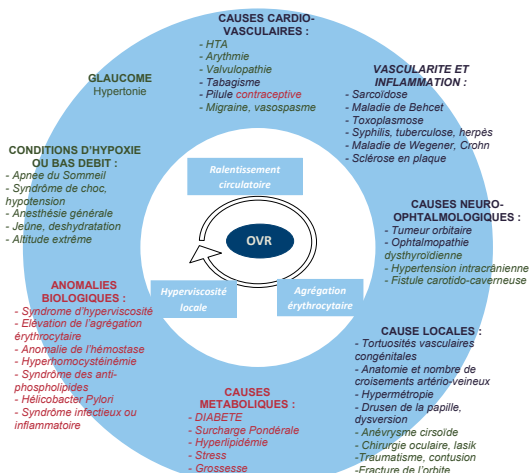 CAUSES CARDIO-
VASCULAIRES :
- HTA
- Arythmie
- Valvulopathie
- Tabagisme
- Pilule contraceptive
- Migraine, vasospasme
VASCULARITE ET
INFLAMMATION :
- Sarcoïdose
- Maladie de Behcet
- Toxoplasmose
- Syphilis, tuberculose, herpès
- Maladie de Wegener, Crohn
- Sclérose en plaque
CAUSES NEURO-
OPHTALMOLOGIQUES :
- Tumeur orbitaire
- Ophtalmopathie
dysthyroïdienne
- Hypertension intracrânienne
- Fistule carotido-caverneuse
CAUSE LOCALES :
- Tortuosités vasculaires
congénitales
- Anatomie et nombre de
croisements artério-veineux
- Hypermétropie
- Drusen de la papille,
dysversion
- Anévrysme cirsoïde
- Chirurgie oculaire, lasik
-Traumatisme, contusion
-Fracture de l'orbite
CAUSES
METABOLIQUES :
- DIABETE
- Surcharge Pondérale
- Hyperlipidémie
- Stress
- Grossesse
ANOMALIES
BIOLOGIQUES :
- Syndrome d'hyperviscosité
- Elévation de l'agrégation
érythrocytaire
- Anomalie de l'hémostase
- Hyperhomocystéinémie
- Syndrome des anti-
phospholipides
- Hélicobacter Pylori
- Syndrome infectieux ou
inflammatoire
CONDITIONS D'HYPOXIE
OU BAS DEBIT :
- Apnée du Sommeil
- Syndrôme de choc,
hypotension
- Anesthésie générale
- Jeûne, deshydratation
- Altitude extrême
GLAUCOME
Hypertonie
Ralentissement
circulatoire
OVR
Agrégation
érythrocytaire
Hyperviscosité
locale